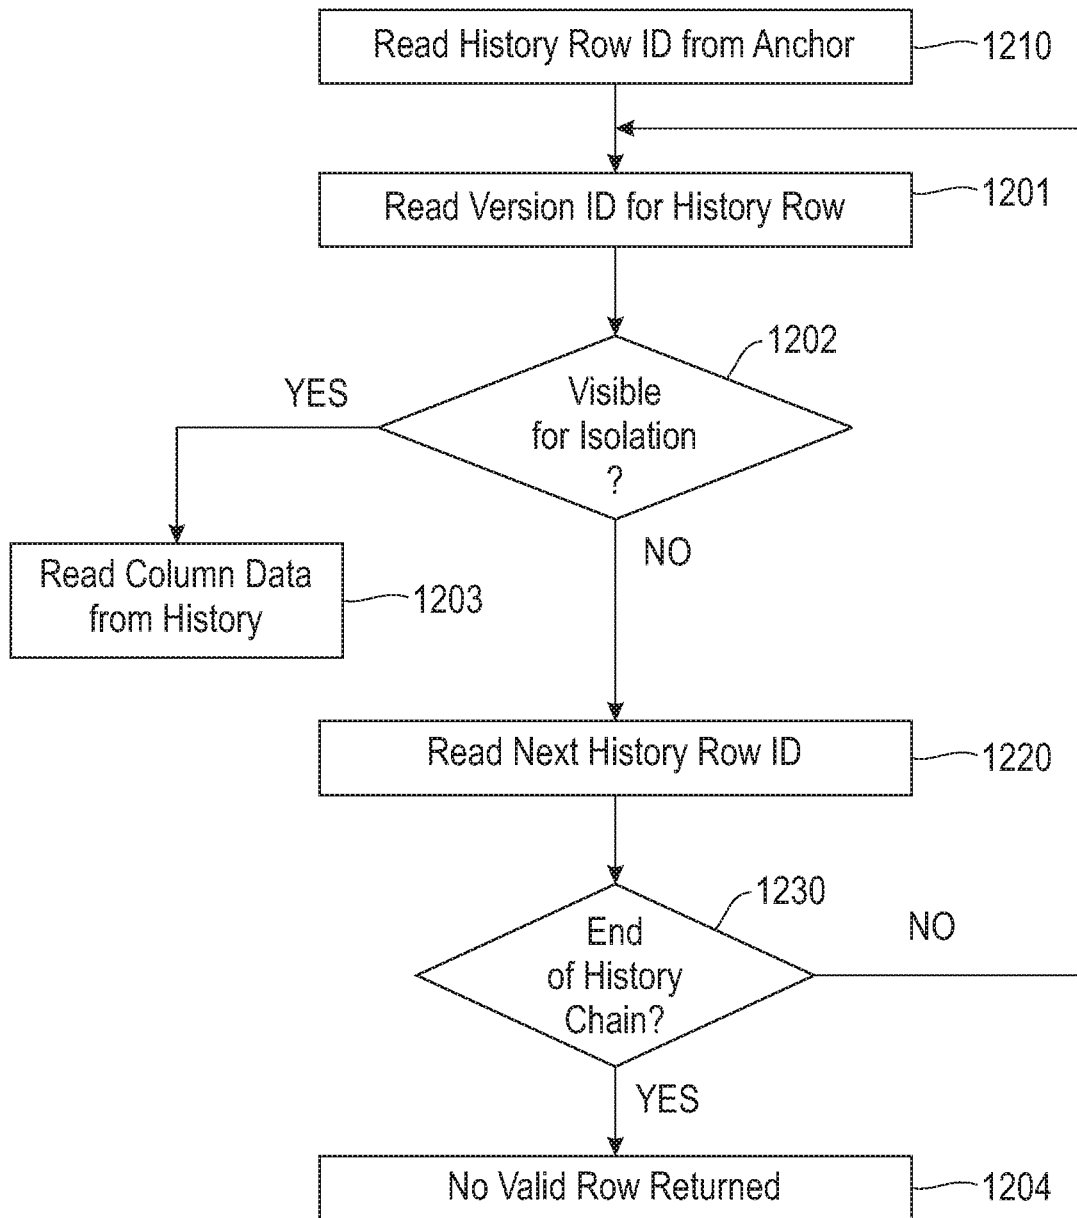 Read History Row ID from Anchor
1210
Read Version ID for History Row
1201
1202
YES
Visible
for Isolation
?
NO
Read Column Data
from History
1203
Read Next History Row ID
1220
1230
End
of History
Chain?
NO
YES
No Valid Row Returned
1204